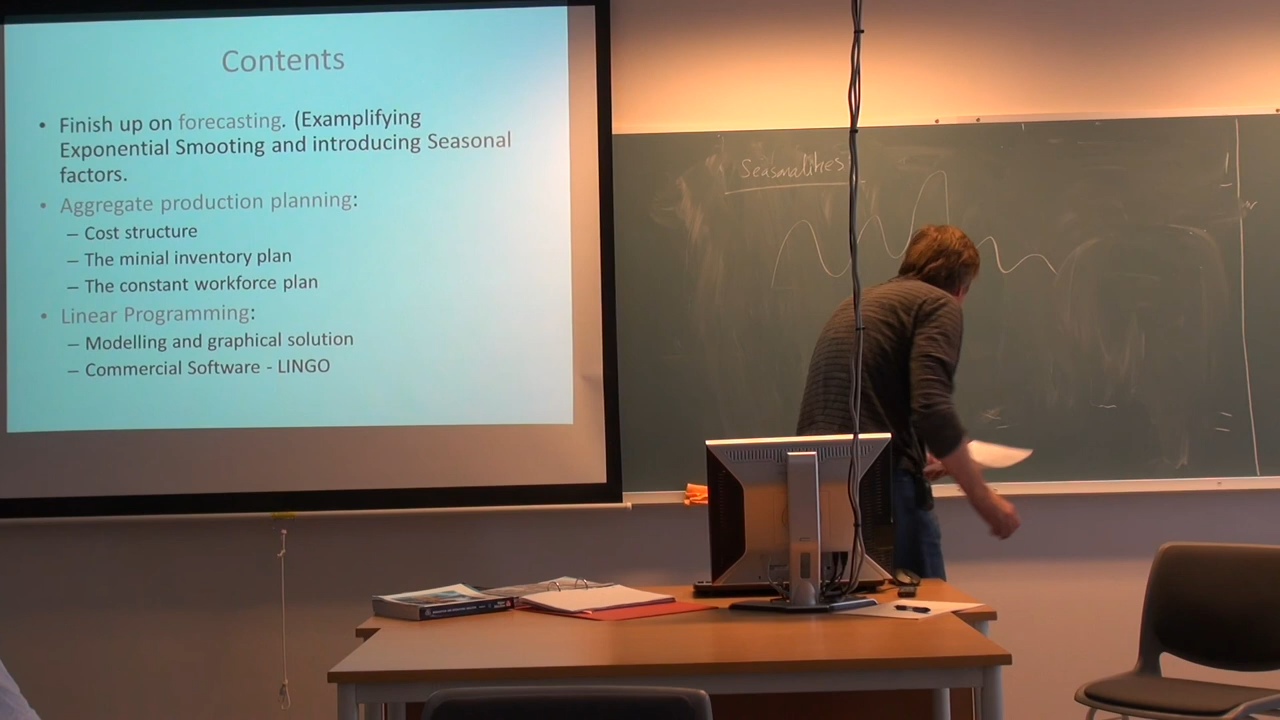 Contents
• Finish up on forecasting. (Examplifying
Exponential Smooting and introducing Seasonal
factors.
• Aggregate production planning:
– Cost structure
– The minial inventory plan
– The constant workforce plan
• Linear Programming:
– Modelling and graphical solution
– Commercial Software - LINGO
Seasmalities